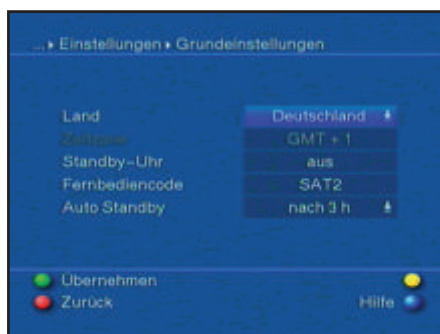 ... ▸ Einstellungen ▸ Grundeinstellungen
Land Deutschland
Zeitzone GMT + 1
Standby-Uhr aus
Fernbediencode SAT2
Auto Standby nach 3 h
Übernehmen
Zurück Hilfe